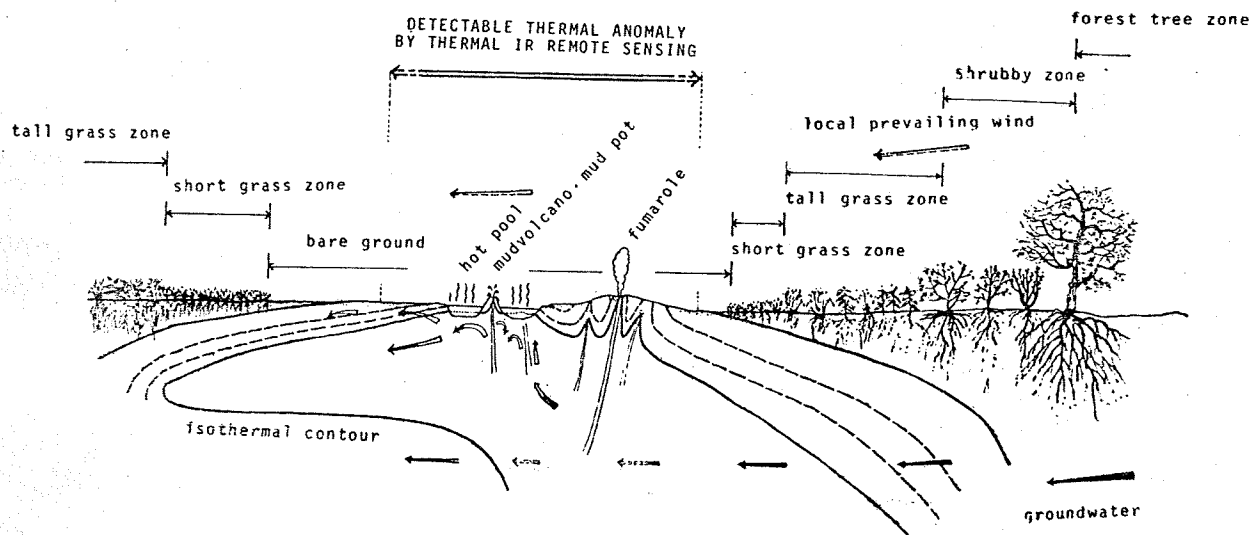 forest tree zone
DETECTABLE THERMAL ANOMALY
BY THERMAL IR REMOTE SENSING
shrubby zone
local prevailing wind
tall grass zone
short grass zone
tall grass zone
short grass zone
bare ground
hot pool
mudvolcano. mud pot
fumarole
isothermal contour
groundwater